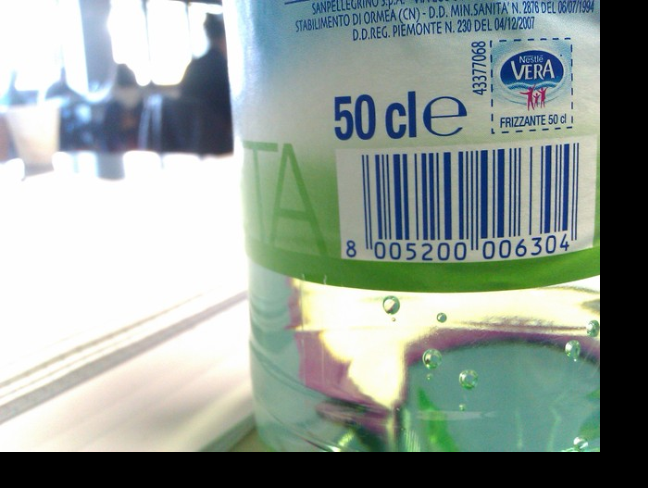 SANPELLEGRINO S.p.A.
STABILIMENTO DI ORMEA (CN) - D.D. MIN.SANITA' N. 2876 DEL 06/07/1994
D.D.REG. PIEMONTE N. 230 DEL 04/12/2007
43377068
Nestlé
VERA
FRIZZANTE 50 cl
50 cl e
TA
8 005200 006304